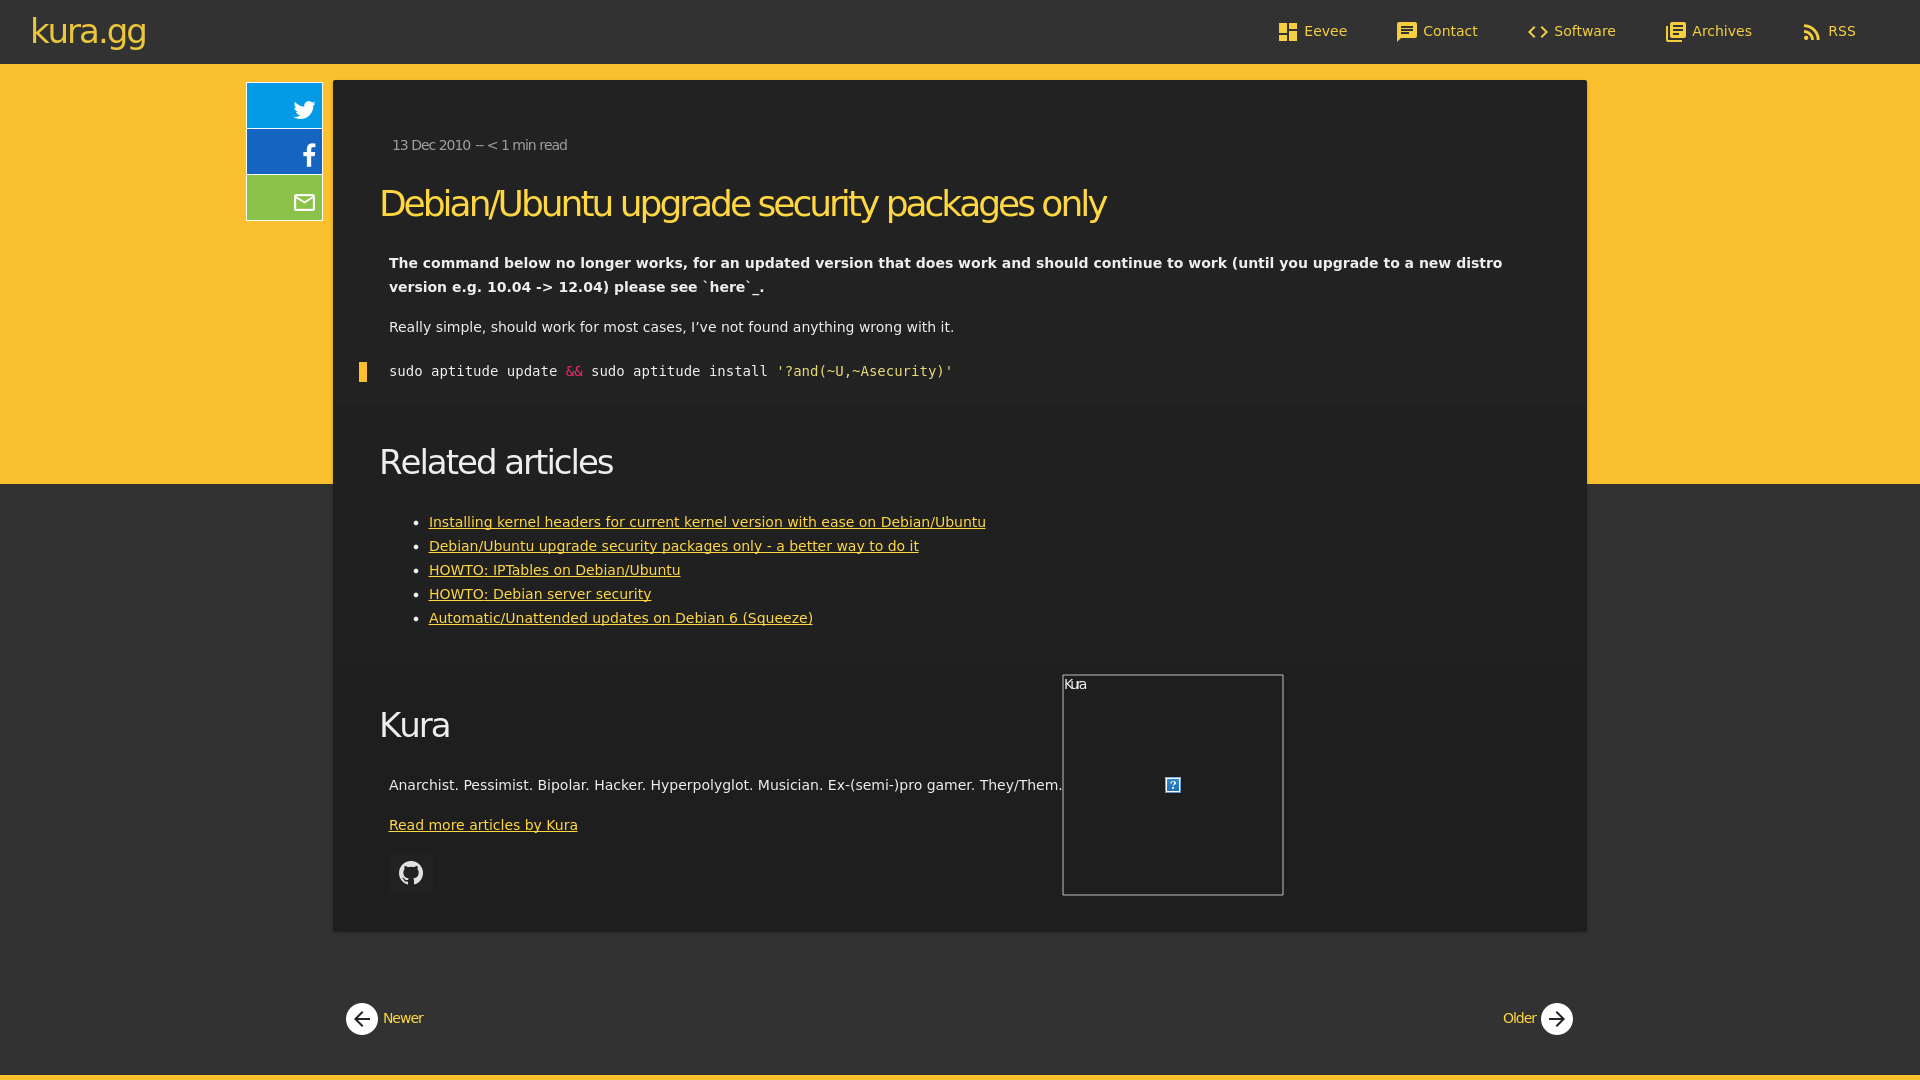 kura.gg
Eevee
Contact
Software
Archives
RSS
13 Dec 2010 -- < 1 min read
Debian/Ubuntu upgrade security packages only
The command below no longer works, for an updated version that does work and should continue to work (until you upgrade to a new distro
version e.g. 10.04 -> 12.04) please see `here`_.
Really simple, should work for most cases, I’ve not found anything wrong with it.
sudo aptitude update && sudo aptitude install '?and(~U,~Asecurity)'
Related articles
Installing kernel headers for current kernel version with ease on Debian/Ubuntu
Debian/Ubuntu upgrade security packages only - a better way to do it
HOWTO: IPTables on Debian/Ubuntu
HOWTO: Debian server security
Automatic/Unattended updates on Debian 6 (Squeeze)
Kura
Kura
Anarchist. Pessimist. Bipolar. Hacker. Hyperpolyglot. Musician. Ex-(semi-)pro gamer. They/Them.
Read more articles by Kura
Newer
Older